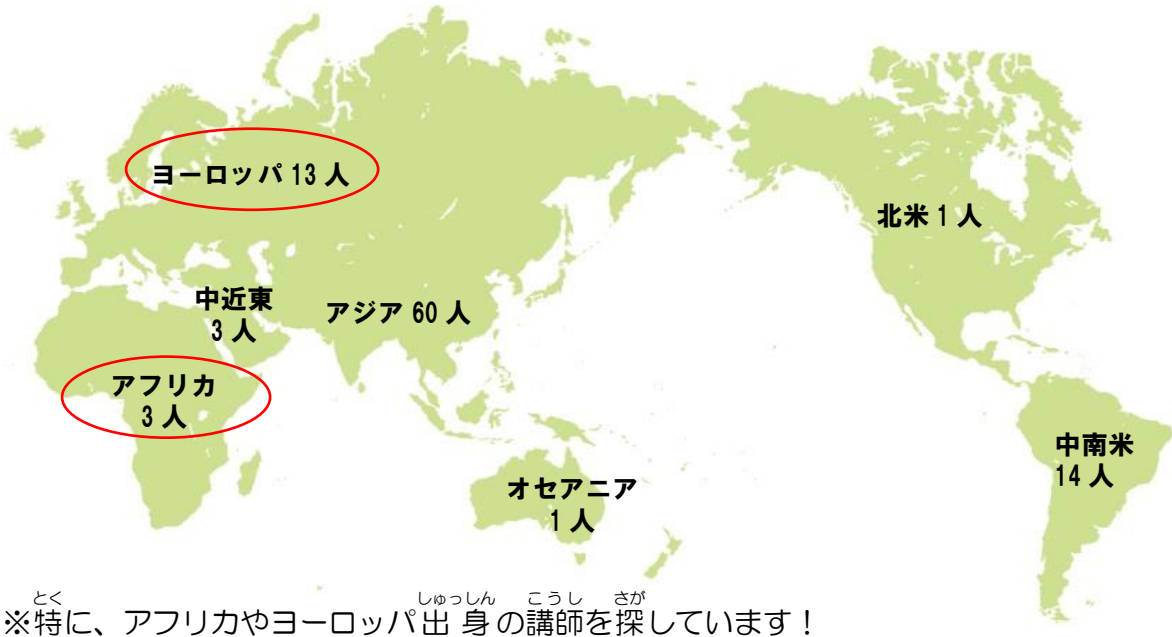 ヨーロッパ 13 人
北米 1 人
中近東
3 人
アジア 60 人
アフリカ
3 人
中南米
14 人
オセアニア
1 人
とく しゅっしん こうし さが
※特に、アフリカやヨーロッパ出身の講師を探しています！